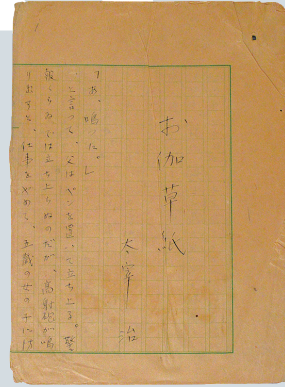 お伽草紙
太宰治
「あ、鳴った。」
と言って、父はペンを置いて立ち上る。警
報くらゐでは立ち上らぬのだが、高射砲が鳴
り出すと、仕事をやめて、五歳の女の子に防